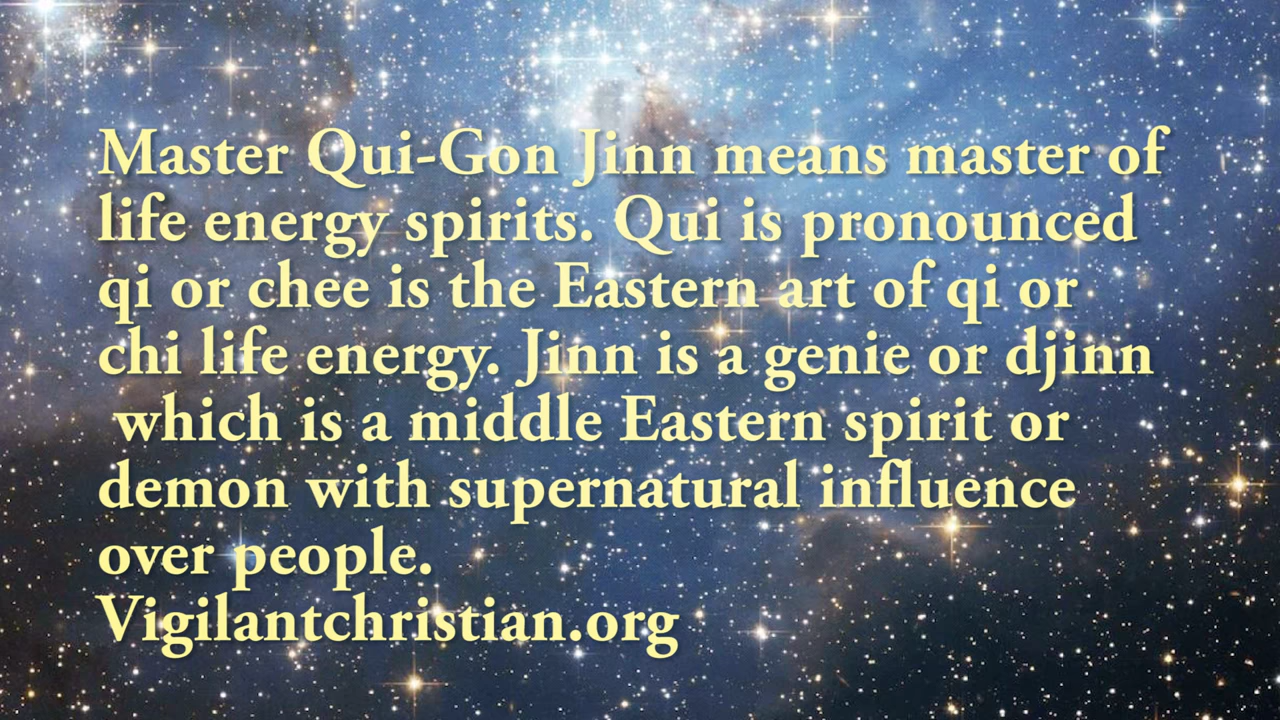 Master Qui-Gon Jinn means master of
life energy spirits. Qui is pronounced
qi or chee is the Eastern art of qi or
chi life energy. Jinn is a genie or djinn
which is a middle Eastern spirit or
demon with supernatural influence
over people.
Vigilantchristian.org